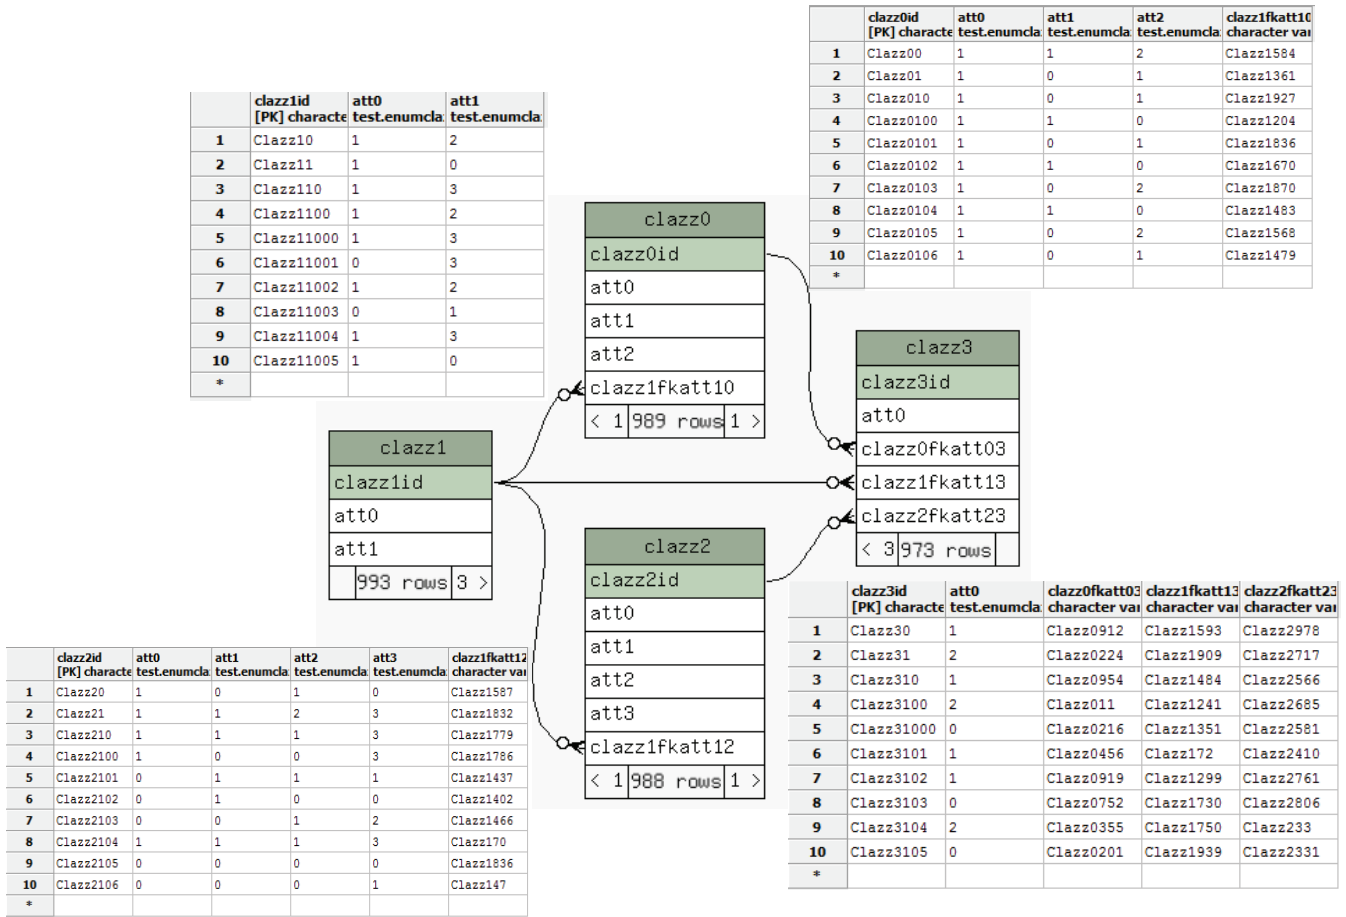 clazz0id att0 att1 att2 clazz1fkatt10
[PK] characte test.enumcla: test.enumcla: test.enumcla: character var
1 Clazz00 1 1 2 Clazz1584
2 Clazz01 1 0 1 Clazz1361
3 Clazz010 1 0 1 Clazz1927
4 Clazz0100 1 1 0 Clazz1204
5 Clazz0101 1 0 1 Clazz1836
6 Clazz0102 1 1 0 Clazz1670
7 Clazz0103 1 0 2 Clazz1870
8 Clazz0104 1 1 0 Clazz1483
9 Clazz0105 1 0 2 Clazz1568
10 Clazz0106 1 0 1 Clazz1479
*
clazz1id att0 att1
[PK] characte test.enumcla: test.enumcla:
1 Clazz10 1 2
2 Clazz11 1 0
3 Clazz110 1 3
4 Clazz1100 1 2
5 Clazz11000 1 3
6 Clazz11001 0 3
7 Clazz11002 1 2
8 Clazz11003 0 1
9 Clazz11004 1 3
10 Clazz11005 1 0
*
clazz0
clazz0id
att0
att1
att2
clazz1fkatt10
< 1 989 rows 1 >
clazz3
clazz3id
att0
clazz0fkatt03
clazz1fkatt13
clazz2fkatt23
< 3 973 rows
clazz1
clazz1id
att0
att1
993 rows 3 >
clazz2
clazz2id
att0
att1
att2
att3
clazz1fkatt12
< 1 988 rows 1 >
clazz2id att0 att1 att2 att3 clazz1fkatt12
[PK] characte test.enumcla: test.enumcla: test.enumcla: test.enumcla: character var
1 Clazz20 1 0 1 0 Clazz1587
2 Clazz21 1 1 2 3 Clazz1832
3 Clazz210 1 1 1 3 Clazz1779
4 Clazz2100 1 0 0 3 Clazz1786
5 Clazz2101 0 1 1 1 Clazz1437
6 Clazz2102 0 1 0 0 Clazz1402
7 Clazz2103 0 0 1 2 Clazz1466
8 Clazz2104 1 1 1 3 Clazz170
9 Clazz2105 0 0 0 0 Clazz1836
10 Clazz2106 0 0 0 1 Clazz147
*
clazz3id att0 clazz0fkatt03 clazz1fkatt13 clazz2fkatt23
[PK] characte test.enumcla: character var character var character var
1 Clazz30 1 Clazz0912 Clazz1593 Clazz2978
2 Clazz31 2 Clazz0224 Clazz1909 Clazz2717
3 Clazz310 1 Clazz0954 Clazz1484 Clazz2566
4 Clazz3100 2 Clazz011 Clazz1241 Clazz2685
5 Clazz31000 0 Clazz0216 Clazz1351 Clazz2581
6 Clazz3101 1 Clazz0456 Clazz172 Clazz2410
7 Clazz3102 1 Clazz0919 Clazz1299 Clazz2761
8 Clazz3103 0 Clazz0752 Clazz1730 Clazz2806
9 Clazz3104 2 Clazz0355 Clazz1750 Clazz233
10 Clazz3105 0 Clazz0201 Clazz1939 Clazz2331
*